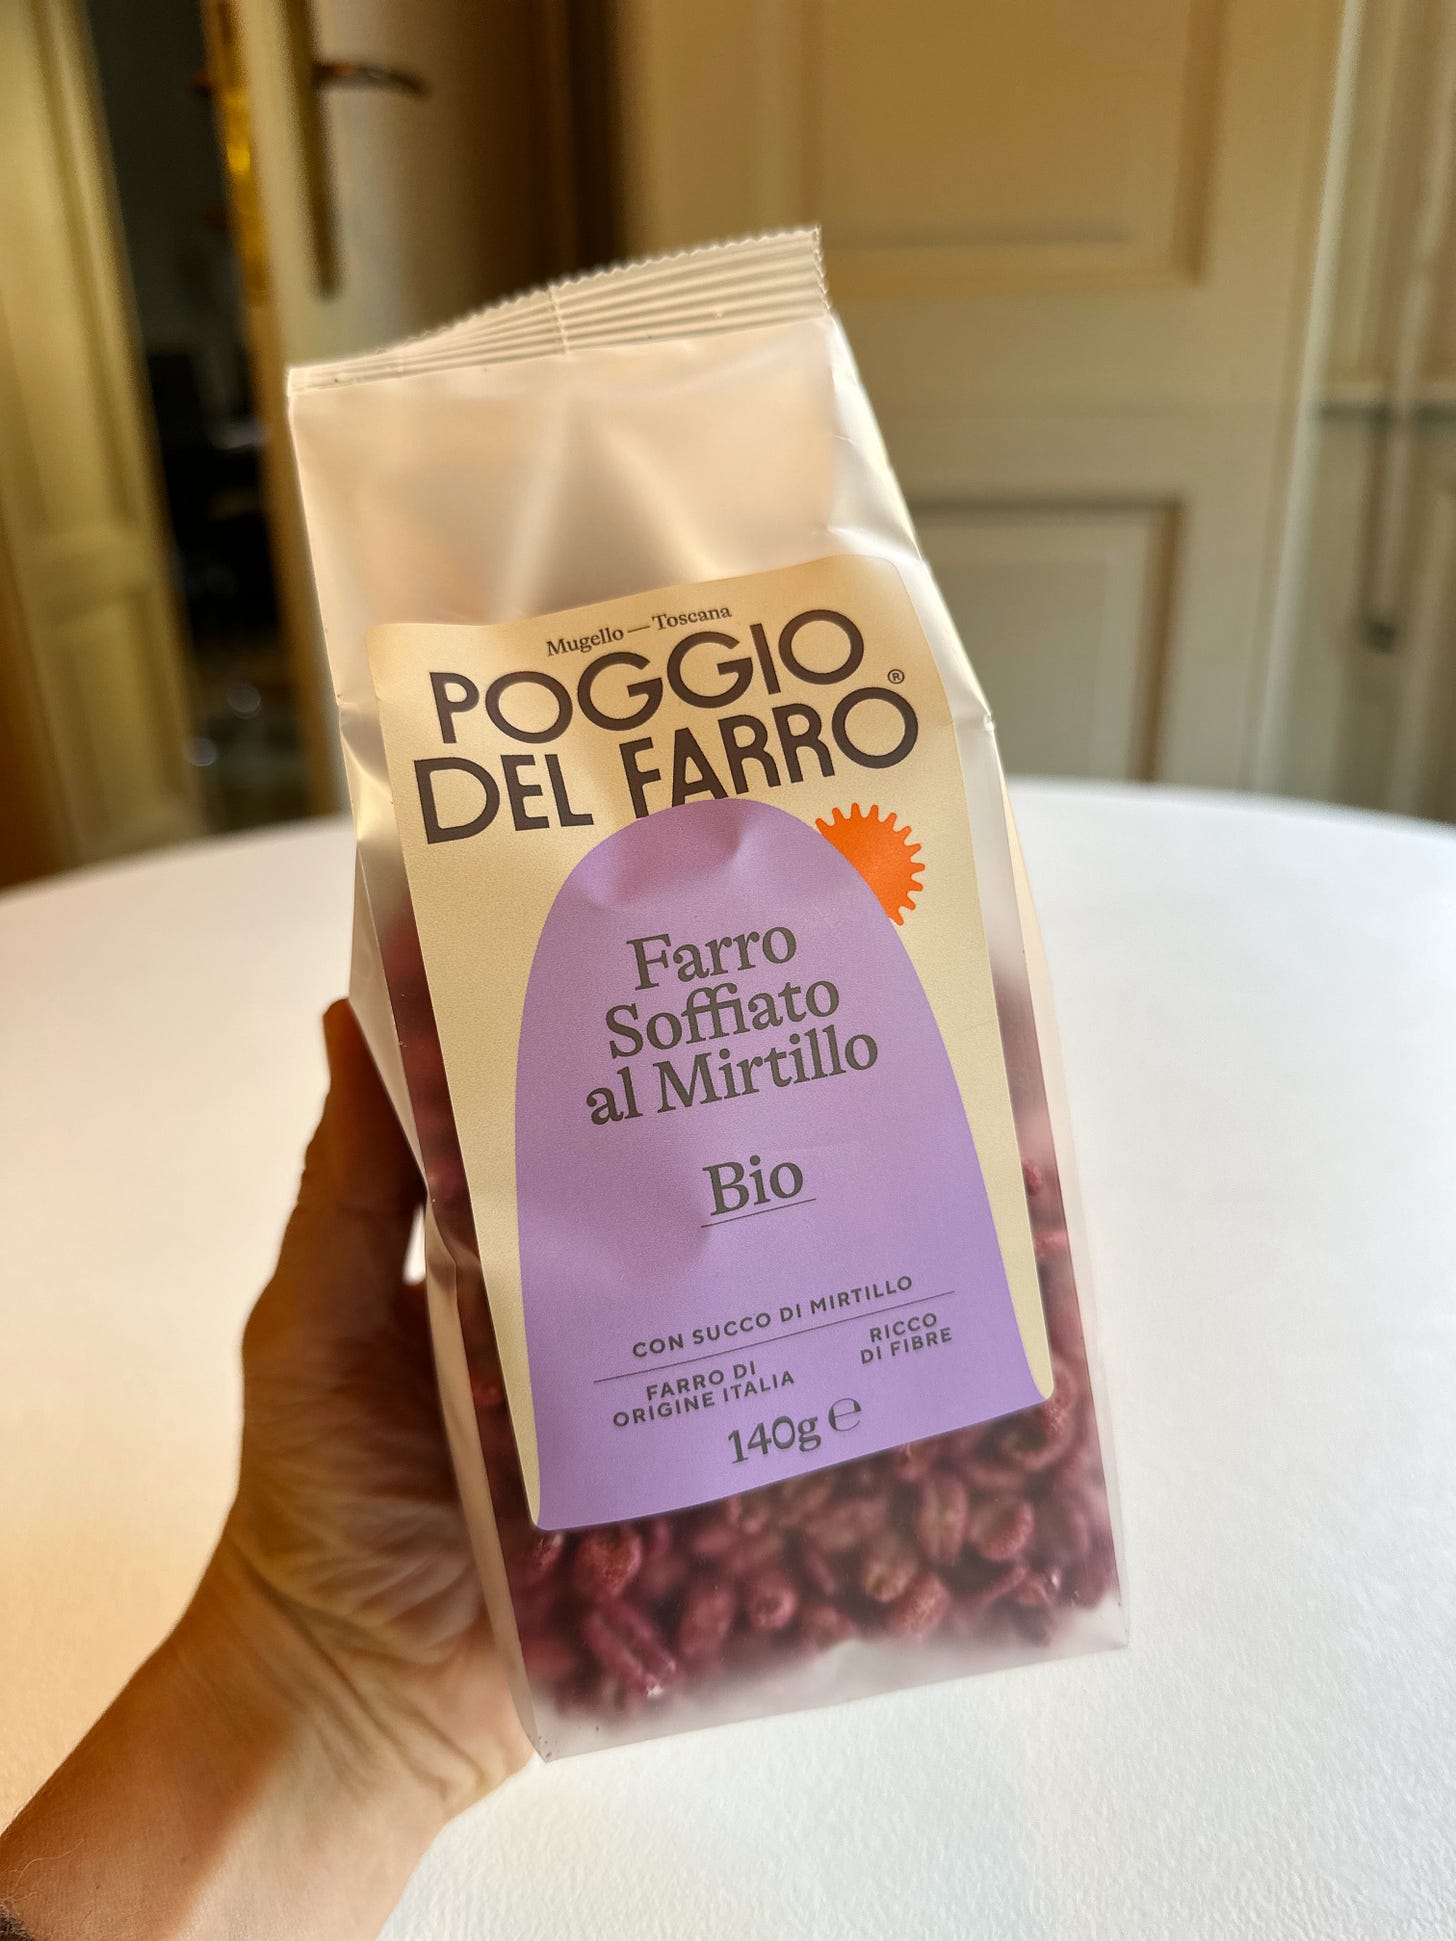 Mugello — Toscana
POGGIO
DEL FARRO®
Farro
Soffiato
al Mirtillo
Bio
CON SUCCO DI MIRTILLO
FARRO DI
ORIGINE ITALIA
RICCO
DI FIBRE
140g ℮